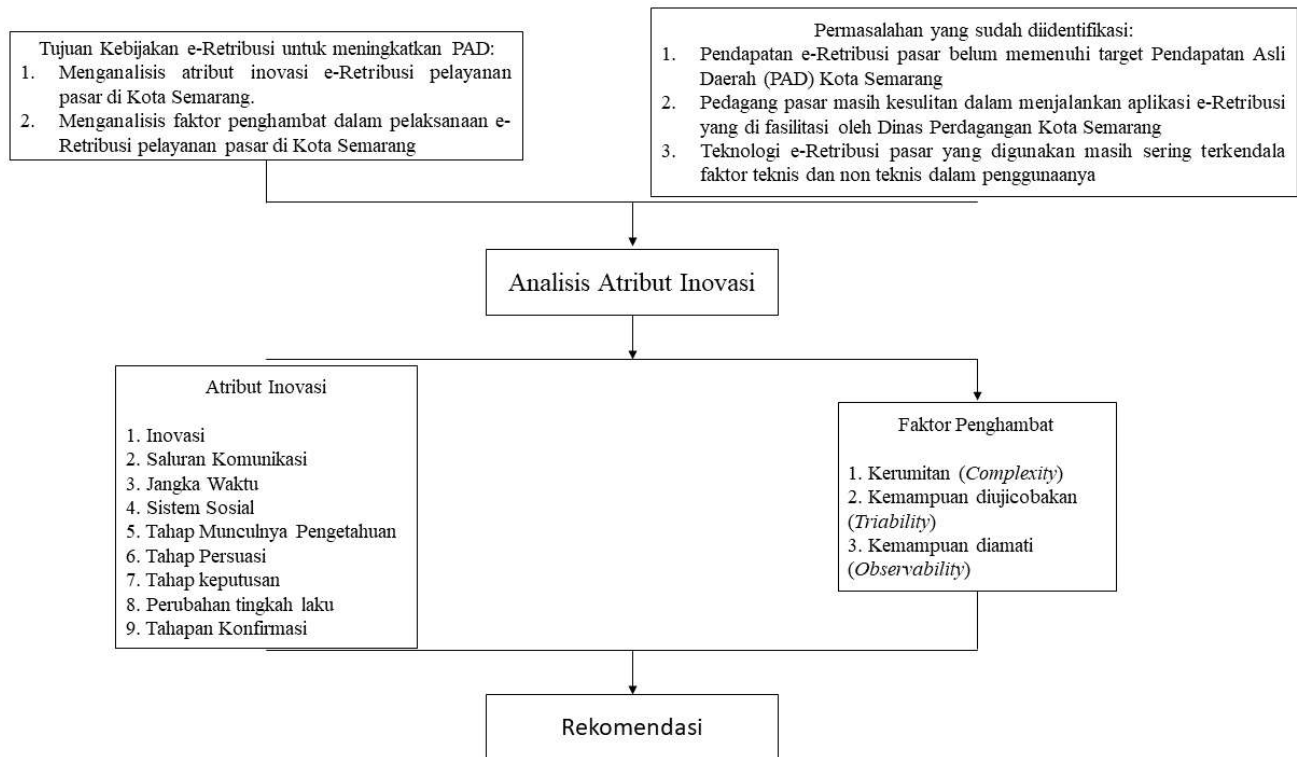 Tujuan Kebijakan e-Retribusi untuk meningkatkan PAD:
1. Menganalisis atribut inovasi e-Retribusi pelayanan
pasar di Kota Semarang.
2. Menganalisis faktor penghambat dalam pelaksanaan e-
Retribusi pelayanan pasar di Kota Semarang
Permasalahan yang sudah diidentifikasi:
1. Pendapatan e-Retribusi pasar belum memenuhi target Pendapatan Asli
Daerah (PAD) Kota Semarang
2. Pedagang pasar masih kesulitan dalam menjalankan aplikasi e-Retribusi
yang di fasilitasi oleh Dinas Perdagangan Kota Semarang
3. Teknologi e-Retribusi pasar yang digunakan masih sering terkendala
faktor teknis dan non teknis dalam penggunaanya
Analisis Atribut Inovasi
Atribut Inovasi
1. Inovasi
2. Saluran Komunikasi
3. Jangka Waktu
4. Sistem Sosial
5. Tahap Munculnya Pengetahuan
6. Tahap Persuasi
7. Tahap keputusan
8. Perubahan tingkah laku
9. Tahapan Konfirmasi
Faktor Penghambat
1. Kerumitan (Complexity)
2. Kemampuan diujicobakan
(Triability)
3. Kemampuan diamati
(Observability)
Rekomendasi